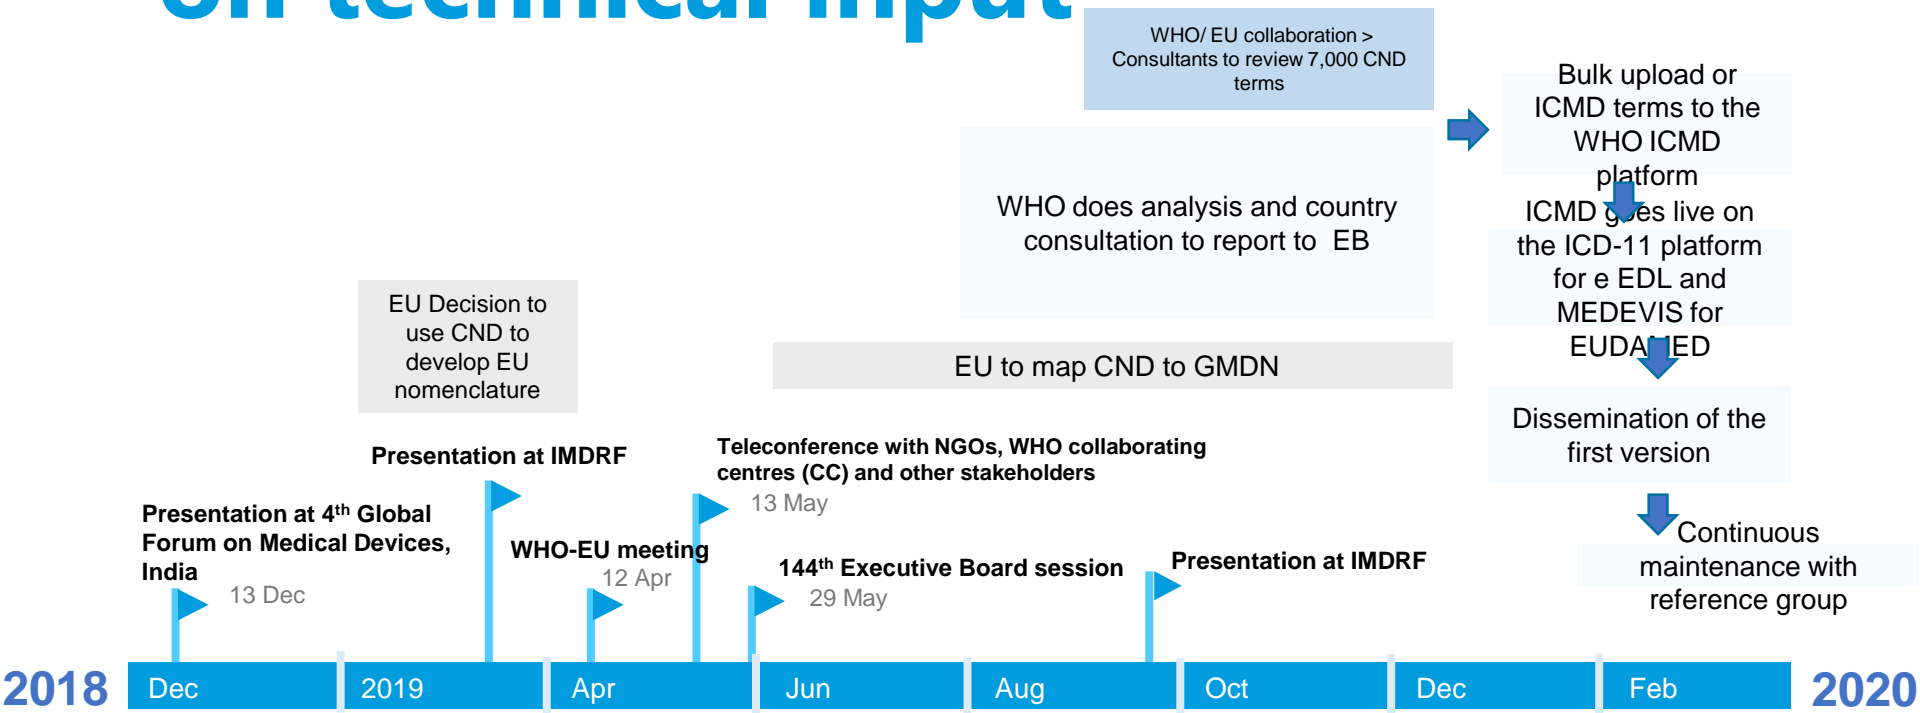 on technical input
WHO/ EU collaboration >
Consultants to review 7,000 CND
terms
Bulk upload or
ICMD terms to the
WHO ICMD
platform
WHO does analysis and country
consultation to report to EB
ICMD goes live on
the ICD-11 platform
for e EDL and
MEDEVIS for
EUDAMED
EU Decision to
use CND to
develop EU
nomenclature
EU to map CND to GMDN
Dissemination of the
first version
Presentation at IMDRF
Teleconference with NGOs, WHO collaborating
centres (CC) and other stakeholders
13 May
Presentation at 4th Global
Forum on Medical Devices,
India
13 Dec
WHO-EU meeting
12 Apr
144th Executive Board session
29 May
Presentation at IMDRF
Continuous
maintenance with
reference group
2018 Dec 2019 Apr Jun Aug Oct Dec Feb 2020